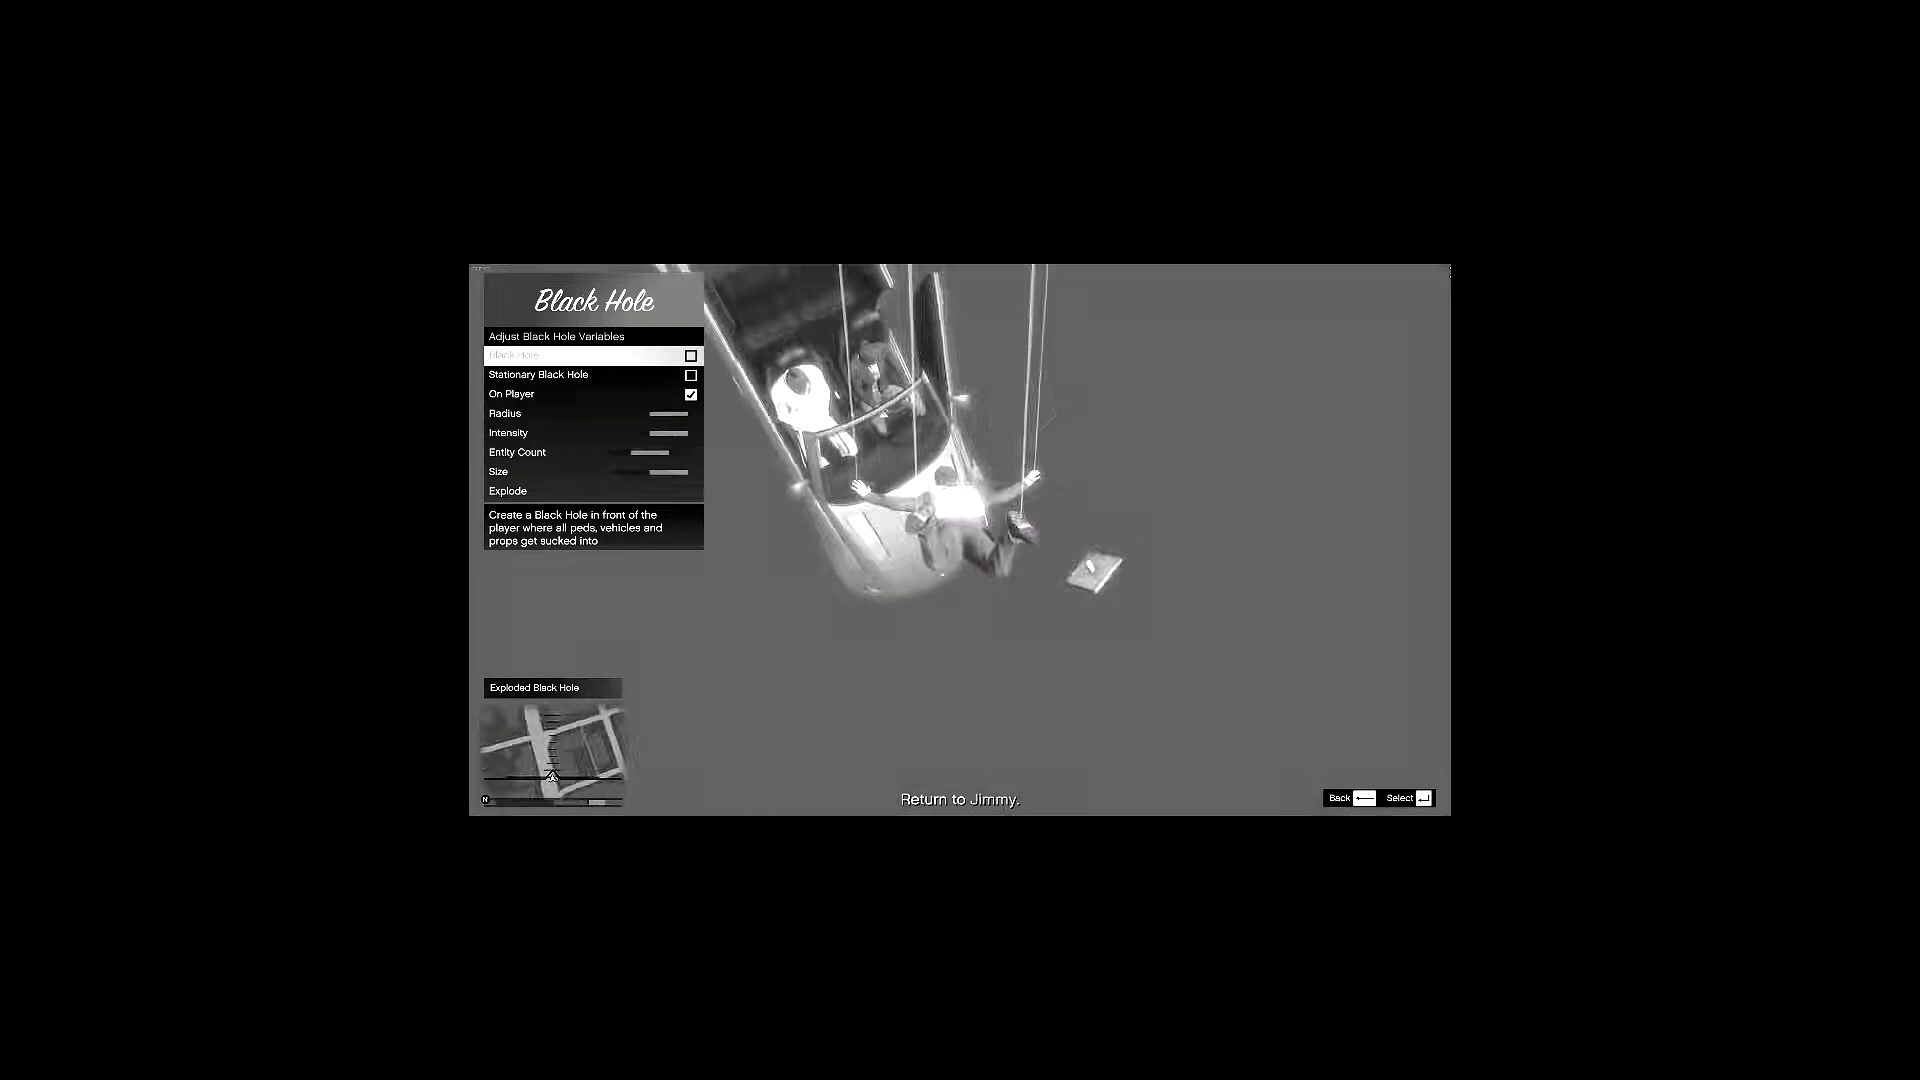 Black Hole
Adjust Black Hole Variables
Black Hole
Stationary Black Hole
On Player
Radius
Intensity
Entity Count
Size
Explode
Create a Black Hole in front of the
player where all peds, vehicles and
props get sucked into
Exploded Black Hole
N
Return to Jimmy.
Back Select